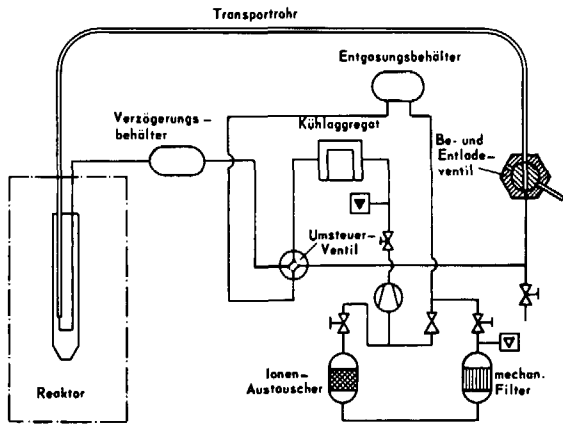 Transportrohr
Entgasungsbehälter
Verzögerungs-
behälter
Kühlaggregat
Be- und
Entlade-
ventil
Umsteuer-
Ventil
Ionen-
Austauscher
mechan.
Filter
Reaktor